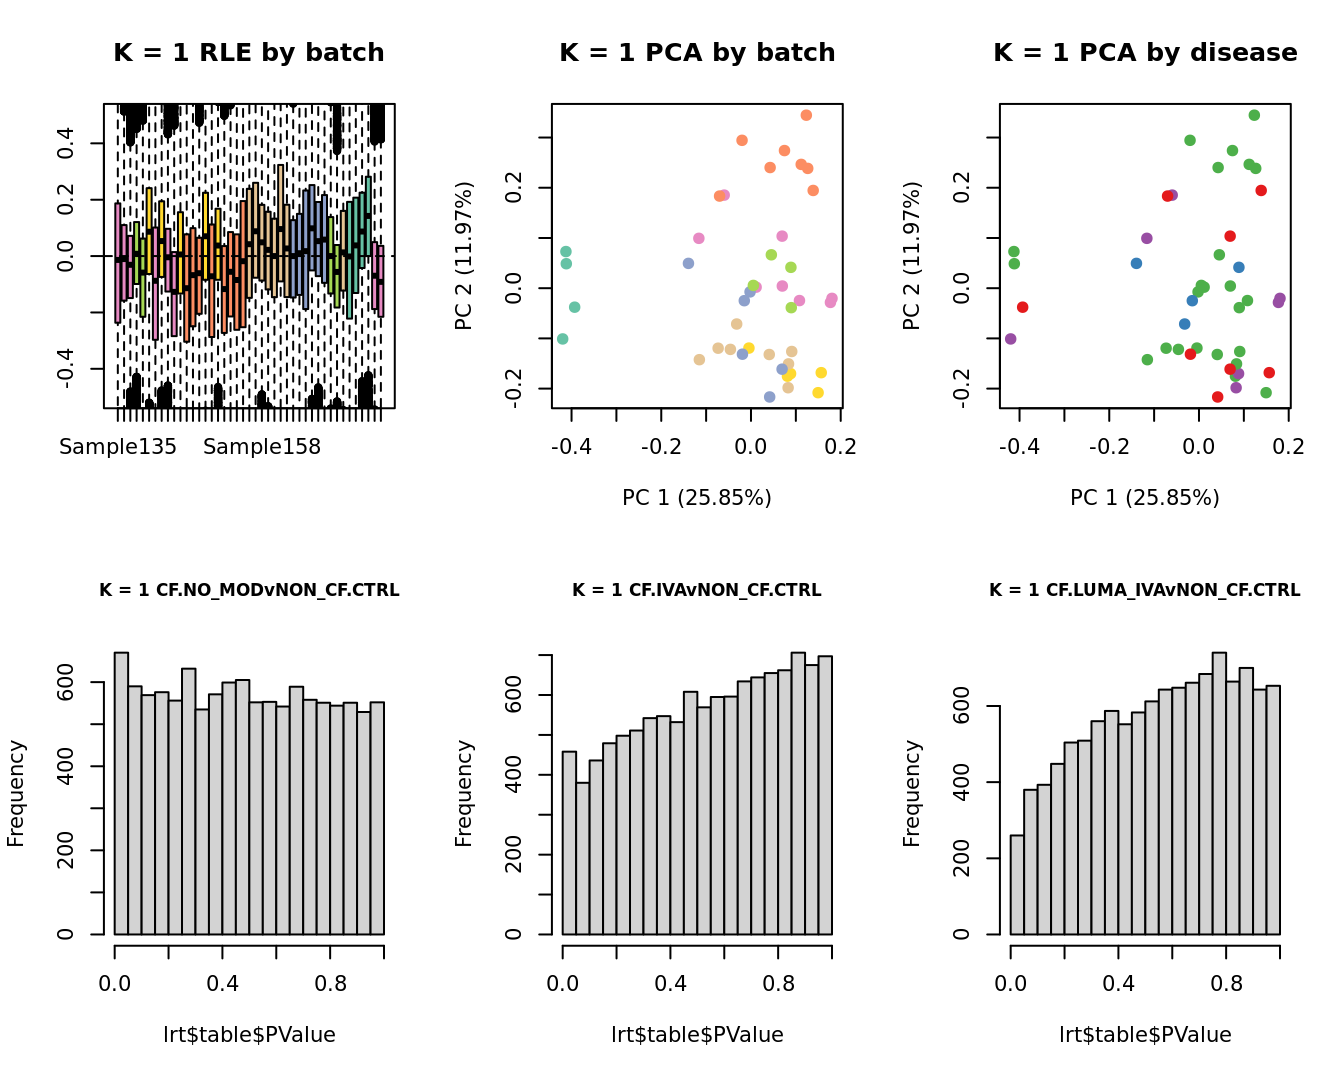 K = 1 RLE by batch
0.4
0.2
0.0
-0.4
Sample135 Sample158
K = 1 PCA by batch
PC 2 (11.97%)
0.2
0.0
-0.2
-0.4 -0.2 0.0 0.2
PC 1 (25.85%)
K = 1 PCA by disease
PC 2 (11.97%)
0.2
0.0
-0.2
-0.4 -0.2 0.0 0.2
PC 1 (25.85%)
K = 1 CF.NO_MODvNON_CF.CTRL
Frequency
600
400
200
0
0.0 0.4 0.8
lrt$table$PValue
K = 1 CF.IVAvNON_CF.CTRL
Frequency
600
400
200
0
0.0 0.4 0.8
lrt$table$PValue
K = 1 CF.LUMA_IVAvNON_CF.CTRL
Frequency
600
400
200
0
0.0 0.4 0.8
lrt$table$PValue